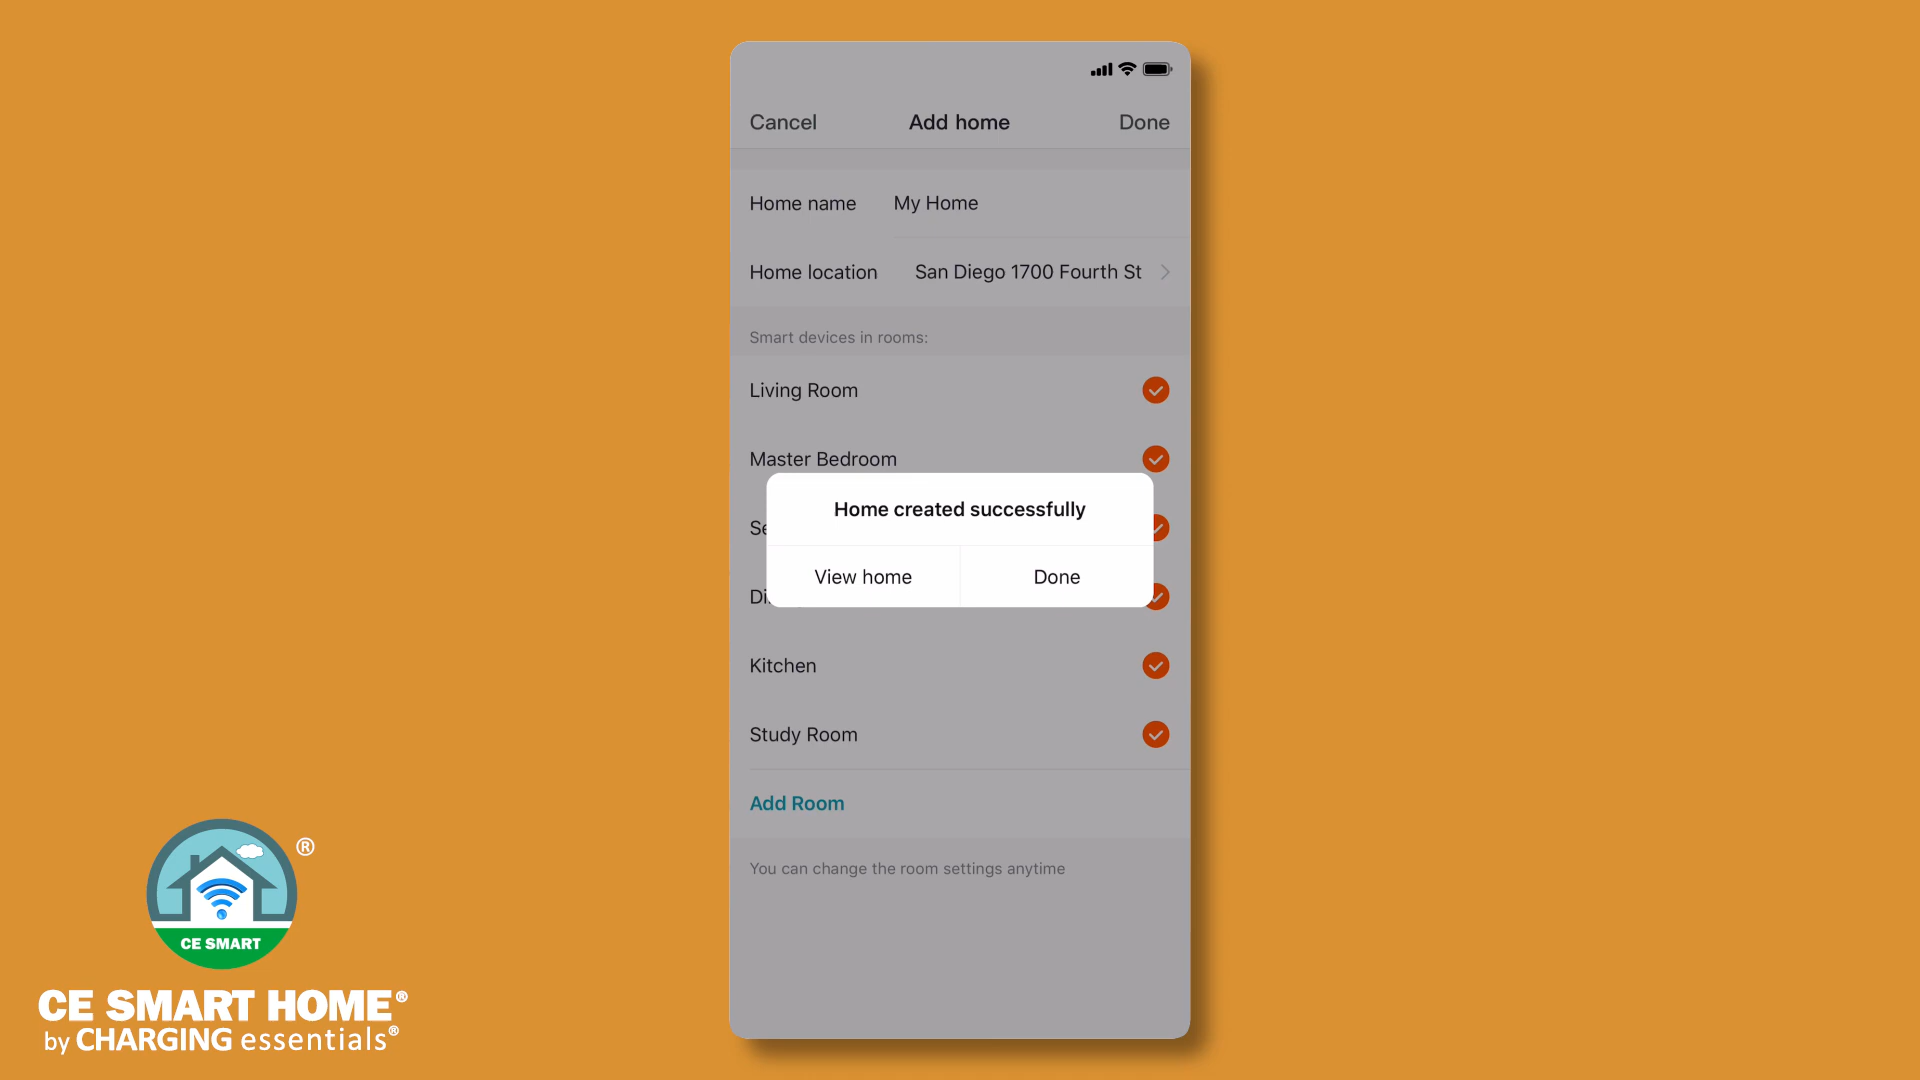 Cancel Add home Done
Home name My Home
Home location San Diego 1700 Fourth St
Smart devices in rooms:
Living Room
Master Bedroom
Home created successfully
View home Done
Kitchen
Study Room
Add Room
You can change the room settings anytime
®
CE SMART
CE SMART HOME®
by CHARGING essentials®